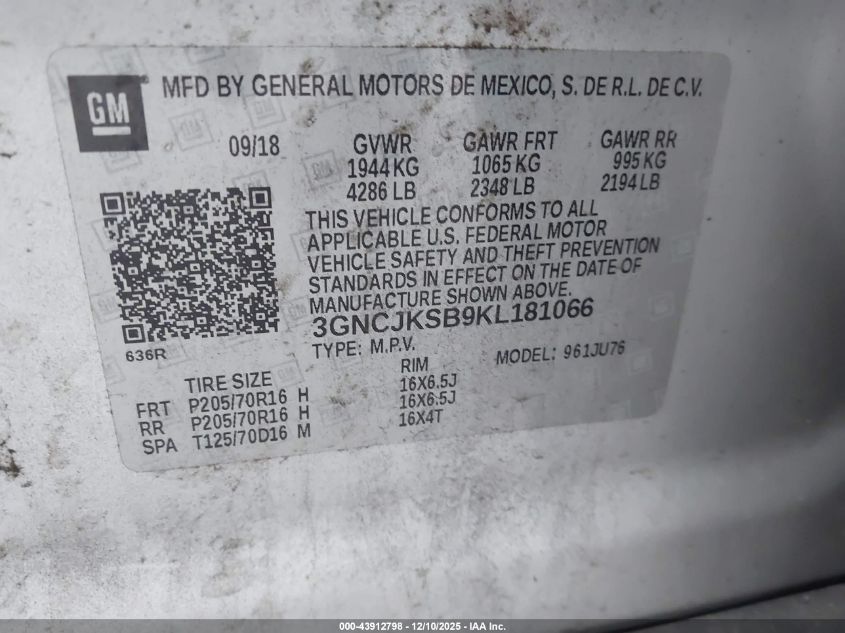 GM
MFD BY GENERAL MOTORS DE MEXICO, S. DE R.L. DE C.V.
09/18 GVWR GAWR FRT GAWR RR
1944 KG 1065 KG 995 KG
4286 LB 2348 LB 2194 LB
THIS VEHICLE CONFORMS TO ALL
APPLICABLE U.S. FEDERAL MOTOR
VEHICLE SAFETY AND THEFT PREVENTION
STANDARDS IN EFFECT ON THE DATE OF
MANUFACTURE SHOWN ABOVE.
3GNCJKSB9KL181066
636R
TYPE: M.P.V. MODEL: 961JU76
TIRE SIZE RIM
FRT P205/70R16 H 16X6.5J
RR P205/70R16 H 16X6.5J
SPA T125/70D16 M 16X4T
000-43912798 - 12/10/2025 - IAA Inc.